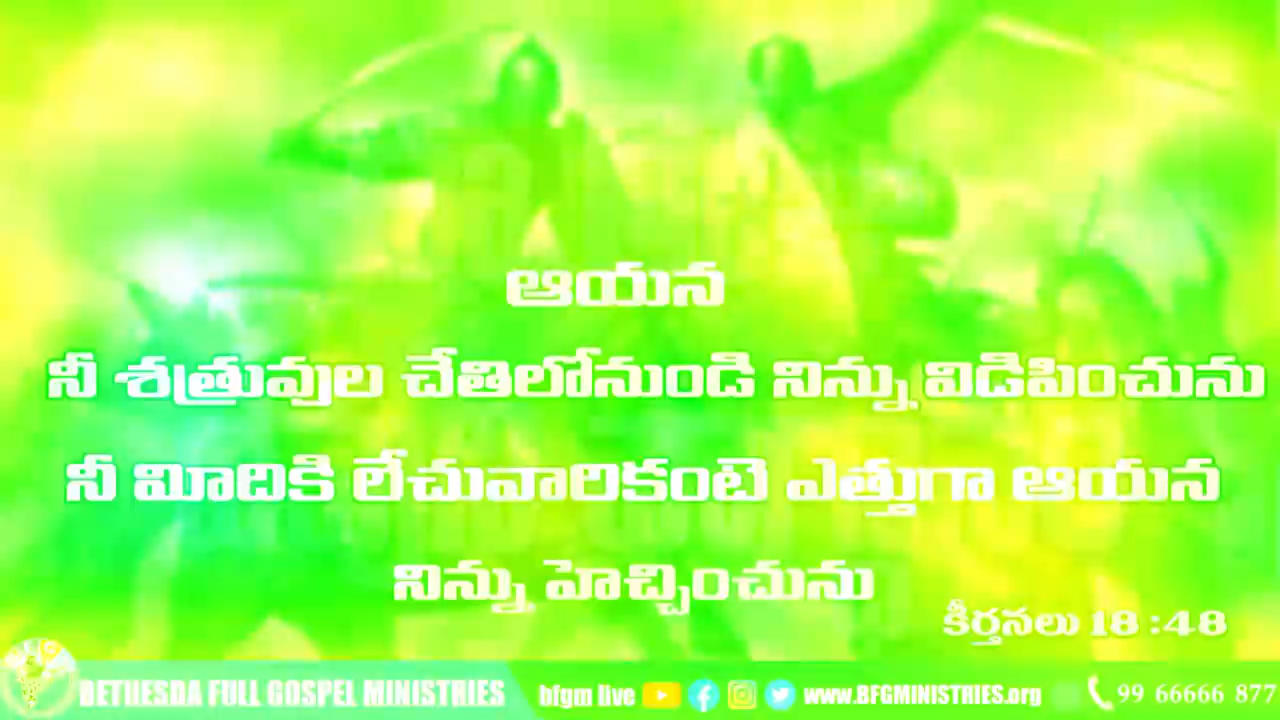 ఆయన
నీ శత్రువుల చేతిలోనుండి నిన్ను విడిపించును
నీ మీదికి లేచువారికంటె ఎత్తుగా ఆయన
నిన్ను హెచ్చించును
కీర్తనలు 18 :48
BETHESDA FULL GOSPEL MINISTRIES bfgm live www.BFGMINISTRIES.org 99 66666 877